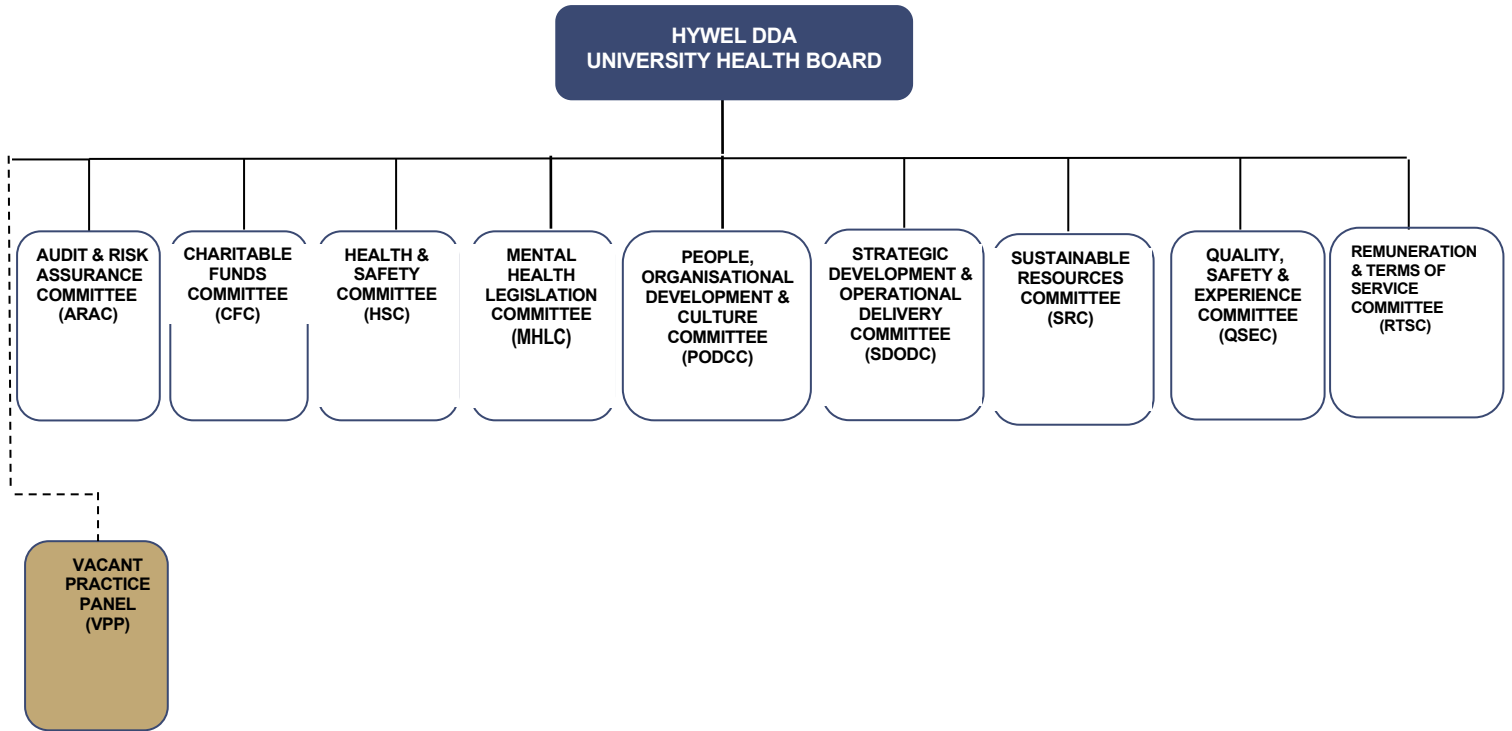 HYWEL DDA
UNIVERSITY HEALTH BOARD
AUDIT & RISK
ASSURANCE
COMMITTEE
(ARAC)
CHARITABLE
FUNDS
COMMITTEE
(CFC)
HEALTH &
SAFETY
COMMITTEE
(HSC)
MENTAL
HEALTH
LEGISLATION
COMMITTEE
(MHLC)
PEOPLE,
ORGANISATIONAL
DEVELOPMENT &
CULTURE
COMMITTEE
(PODCC)
STRATEGIC
DEVELOPMENT &
OPERATIONAL
DELIVERY
COMMITTEE
(SDODC)
SUSTAINABLE
RESOURCES
COMMITTEE
(SRC)
QUALITY,
SAFETY &
EXPERIENCE
COMMITTEE
(QSEC)
REMUNERATION
& TERMS OF
SERVICE
COMMITTEE
(RTSC)
VACANT
PRACTICE
PANEL
(VPP)